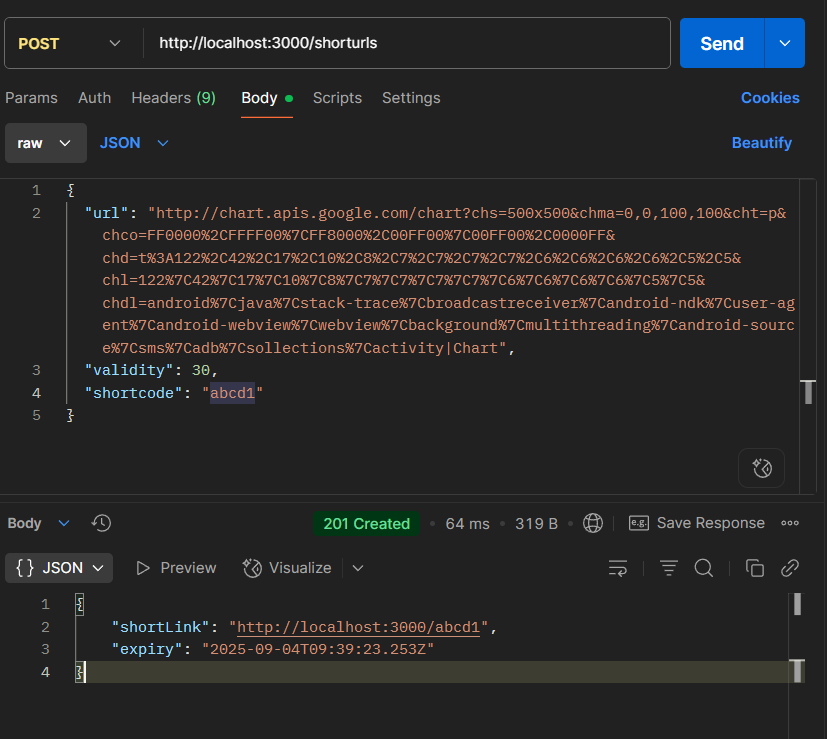 POST http://localhost:3000/shorturls Send
Params Auth Headers (9) Body Scripts Settings Cookies
raw JSON Beautify
1 {
2 "url": "http://chart.apis.google.com/chart?chs=500x500&chma=0,0,100,100&cht=p&
chco=FF0000%2CFFFF00%7CFF8000%2C00FF00%7C00FF00%2C0000FF&
chd=t%3A122%2C42%2C17%2C10%2C8%2C7%2C7%2C7%2C7%2C6%2C6%2C6%2C6%2C5%2C5&
chl=122%7C42%7C17%7C10%7C8%7C7%7C7%7C7%7C7%7C6%7C6%7C6%7C6%7C5%7C5&
chdl=android%7Cjava%7Cstack-trace%7Cbroadcastreceiver%7Candroid-ndk%7Cuser-ag
ent%7Candroid-webview%7Cwebview%7Cbackground%7Cmultithreading%7Candroid-sourc
e%7Csms%7Cadb%7Csollections%7Cactivity|Chart",
3 "validity": 30,
4 "shortcode": "abcd1"
5 }
Body 201 Created • 64 ms • 319 B • e.g. Save Response
{} JSON Preview Visualize
1 {
2 "shortLink": "http://localhost:3000/abcd1",
3 "expiry": "2025-09-04T09:39:23.253Z"
4 }